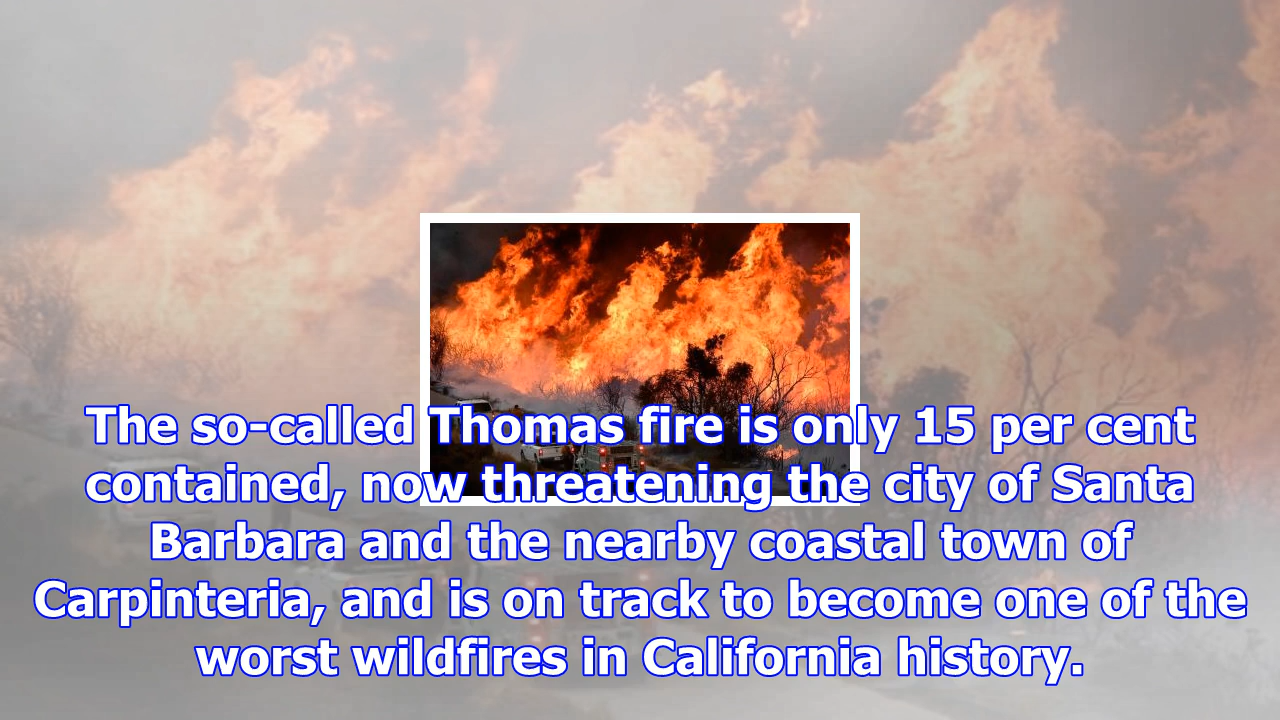 The so-called Thomas fire is only 15 per cent
contained, now threatening the city of Santa
Barbara and the nearby coastal town of
Carpinteria, and is on track to become one of the
worst wildfires in California history.